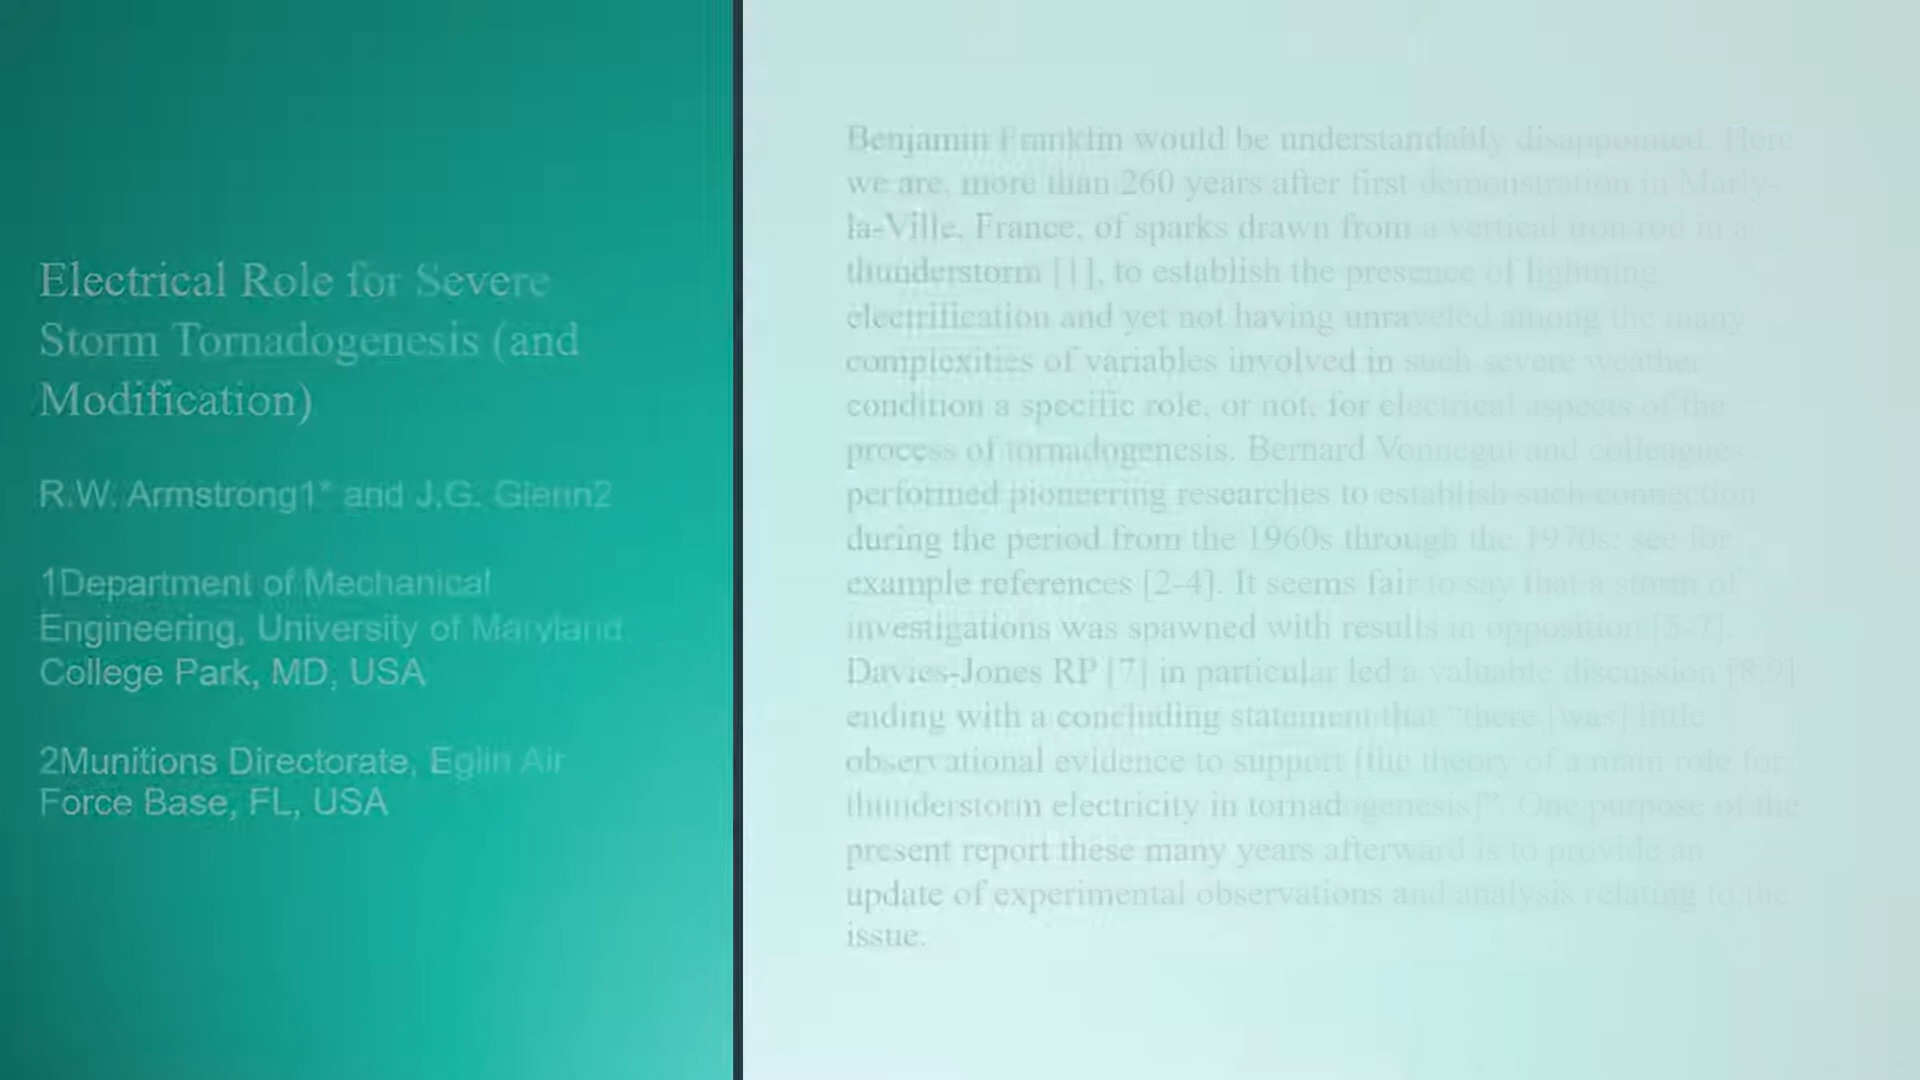 Electrical Role for Severe
Storm Tornadogenesis (and
Modification)
R.W. Armstrong1* and J.G. Glenn2
1Department of Mechanical
Engineering, University of Maryland
College Park, MD, USA
2Munitions Directorate, Eglin Air
Force Base, FL, USA
Benjamin Franklin would be understandably disappointed. Here
we are, more than 260 years after first demonstration in Marly-
la-Ville, France, of sparks drawn from a vertical iron rod in a
thunderstorm [1], to establish the presence of lightning
electrification and yet not having unraveled among the many
complexities of variables involved in such severe weather
condition a specific role, or not, for electrical aspects of the
process of tornadogenesis. Bernard Vonnegut and colleagues
performed pioneering researches to establish such connection
during the period from the 1960s through the 1970s; see for
example references [2-4]. It seems fair to say that a storm of
investigations was spawned with results in opposition [5-7].
Davies-Jones RP [7] in particular led a valuable discussion [8,9]
ending with a concluding statement that “there [was] little
observational evidence to support [the theory of a main role for
thunderstorm electricity in tornadogenesis]”. One purpose of the
present report these many years afterward is to provide an
update of experimental observations and analysis relating to the
issue.